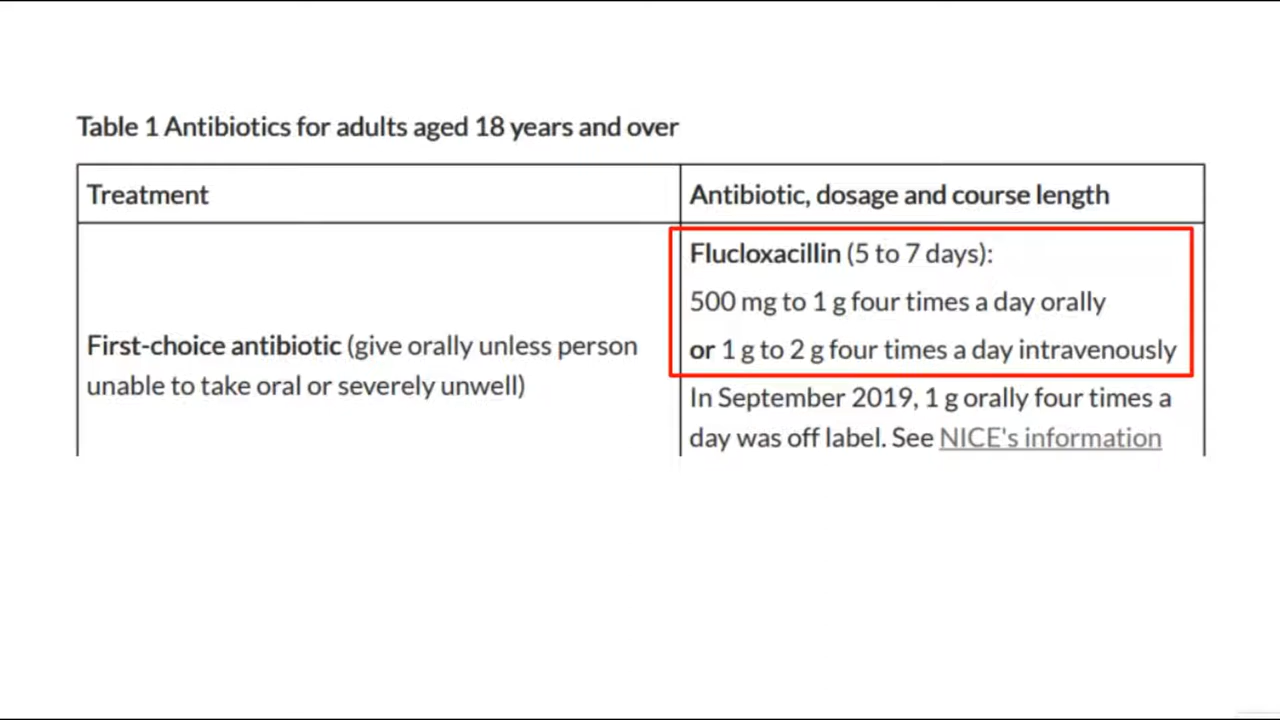 Table 1 Antibiotics for adults aged 18 years and over
Treatment
Antibiotic, dosage and course length
First-choice antibiotic (give orally unless person
unable to take oral or severely unwell)
Flucloxacillin (5 to 7 days):
500 mg to 1 g four times a day orally
or 1 g to 2 g four times a day intravenously
In September 2019, 1 g orally four times a
day was off label. See NICE's information